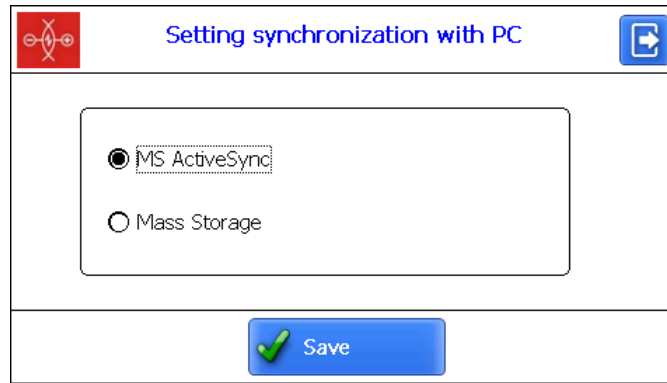 Setting synchronization with PC
MS ActiveSync
Mass Storage
Save